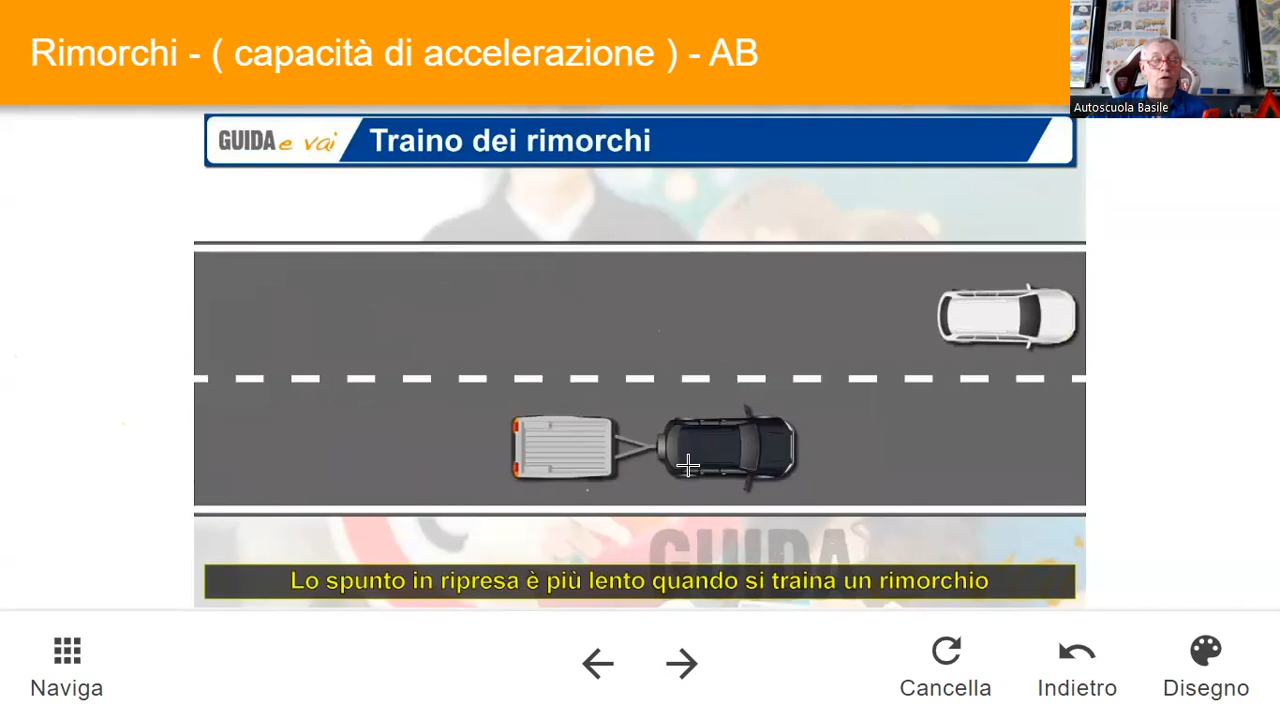 Rimorchi - ( capacità di accelerazione ) - AB
Autoscuola Basile
GUIDA e vai
Traino dei rimorchi
GUIDA
Lo spunto in ripresa è più lento quando si traina un rimorchio
Naviga
Cancella
Indietro
Disegno